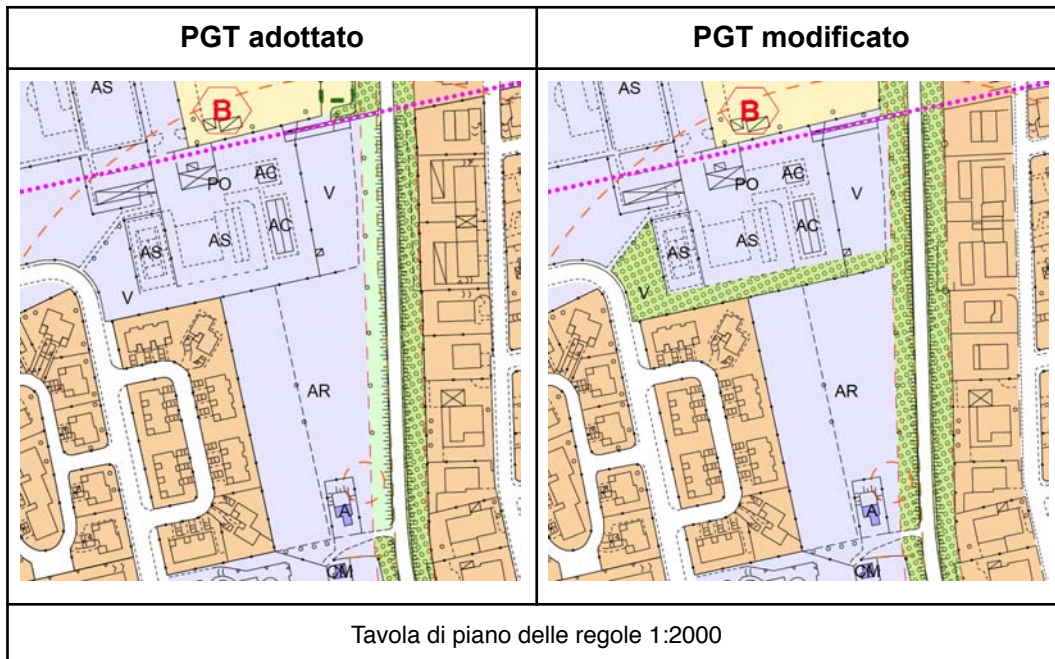 PGT adottato
PGT modificato
AS
B
PO
AC
V
AS
AS
AC
V
AR
A
CM
B
PO
AC
V
AS
AS
AC
V
AR
A
CM
AS
Tavola di piano delle regole 1:2000